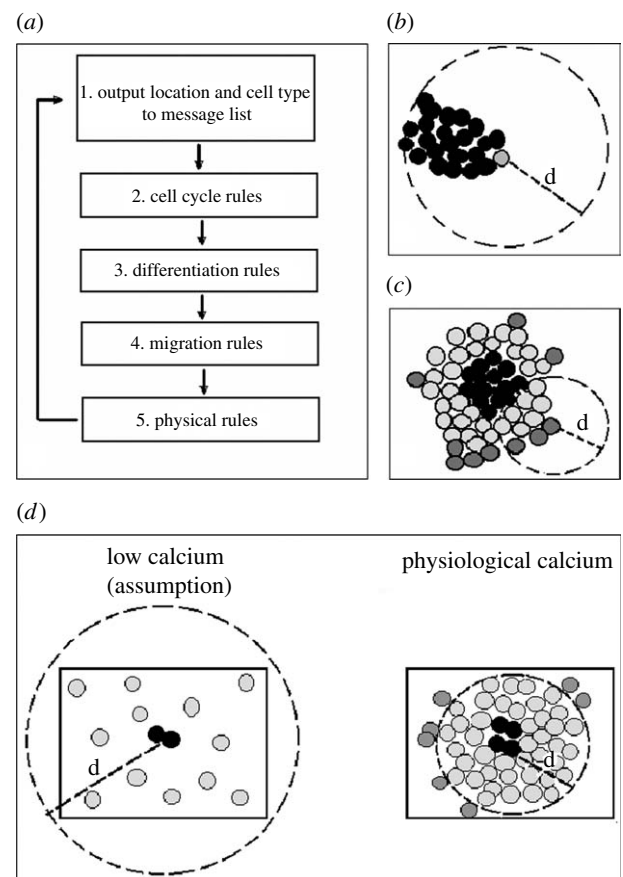 (a)
1. output location and cell type
to message list
2. cell cycle rules
3. differentiation rules
4. migration rules
5. physical rules
(b)
d
(c)
d
(d)
low calcium
(assumption)
d
physiological calcium
d